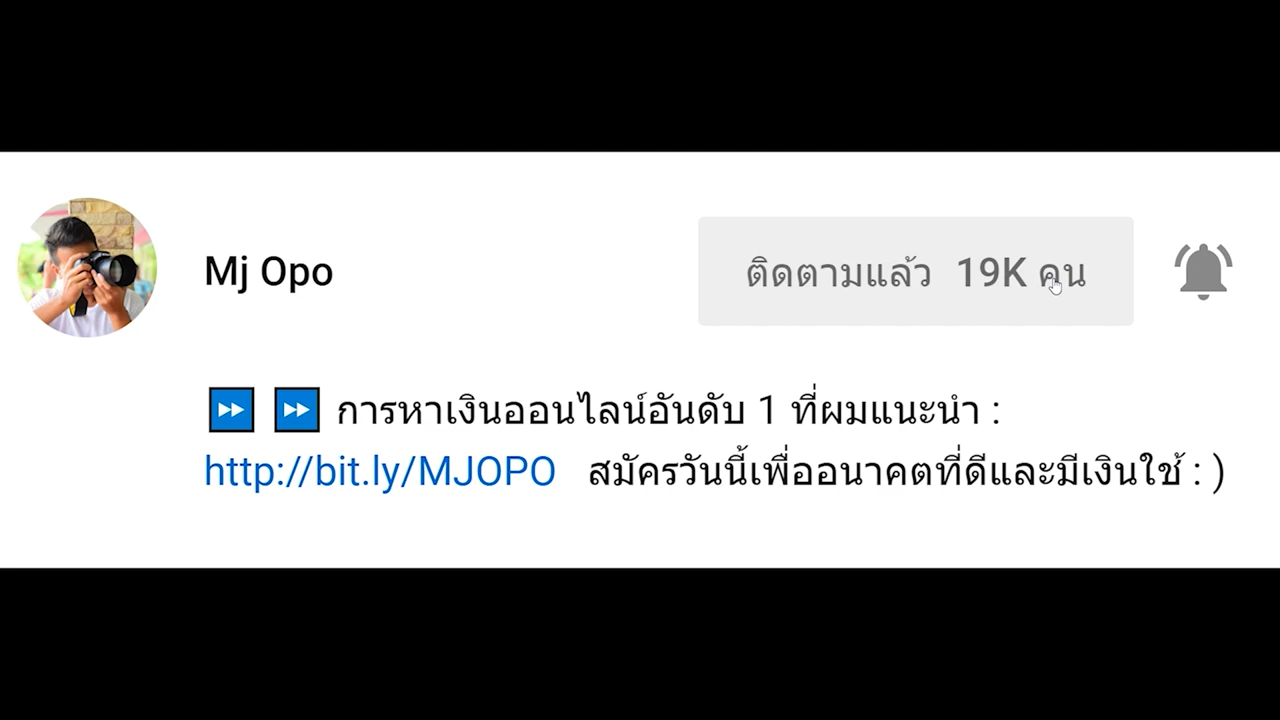 Mj Opo
ติดตามแล้ว 19K คน
⏩ ⏩ การหาเงินออนไลน์อันดับ 1 ที่ผมแนะนำ :
http://bit.ly/MJOPO สมัครวันนี้เพื่ออนาคตที่ดีและมีเงินใช้ : )